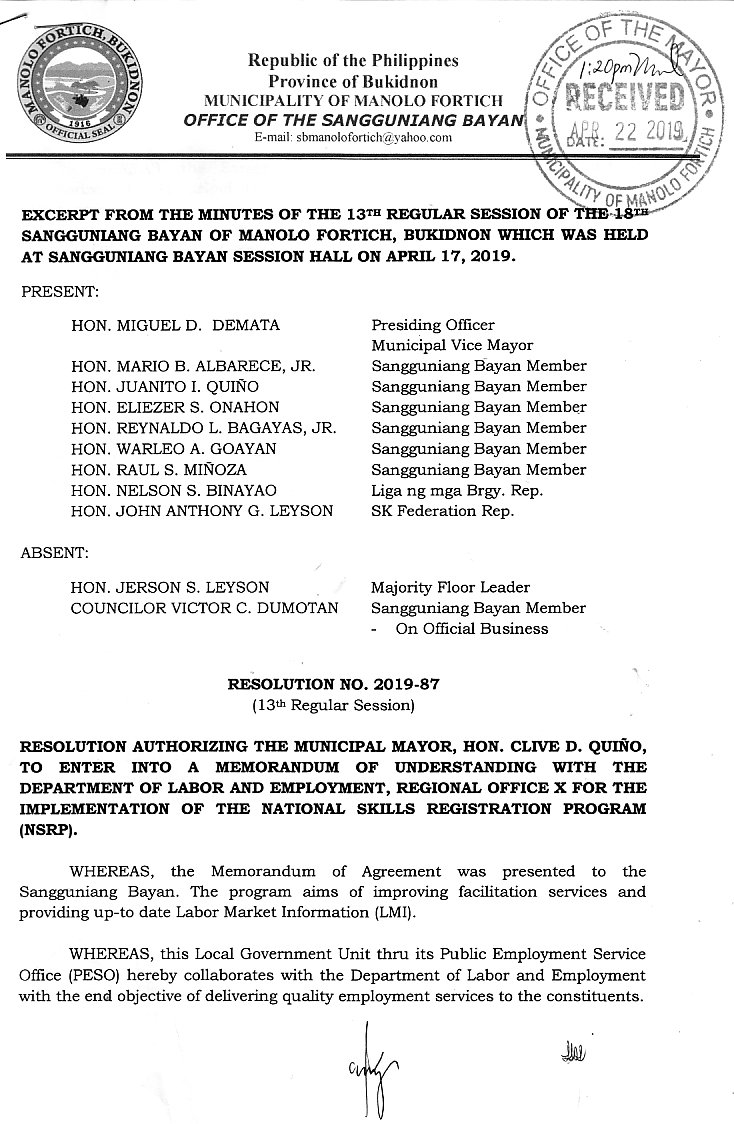 MANOLO FORTICH, BUKIDNON
1916
OFFICIAL SEAL
Republic of the Philippines
Province of Bukidnon
MUNICIPALITY OF MANOLO FORTICH
OFFICE OF THE SANGGUNIANG BAYAN
E-mail: sbmanolofortich@yahoo.com
OFFICE OF THE MAYOR
1:20pm
RECEIVED
DATE: APR 22 2019
MUNICIPALITY OF MANOLO FORTICH
EXCERPT FROM THE MINUTES OF THE 13TH REGULAR SESSION OF THE 18TH
SANGGUNIANG BAYAN OF MANOLO FORTICH, BUKIDNON WHICH WAS HELD
AT SANGGUNIANG BAYAN SESSION HALL ON APRIL 17, 2019.
PRESENT:
HON. MIGUEL D. DEMATA Presiding Officer
Municipal Vice Mayor
HON. MARIO B. ALBARECE, JR. Sangguniang Bayan Member
HON. JUANITO I. QUIÑO Sangguniang Bayan Member
HON. ELIEZER S. ONAHON Sangguniang Bayan Member
HON. REYNALDO L. BAGAYAS, JR. Sangguniang Bayan Member
HON. WARLEO A. GOAYAN Sangguniang Bayan Member
HON. RAUL S. MIÑOZA Sangguniang Bayan Member
HON. NELSON S. BINAYAO Liga ng mga Brgy. Rep.
HON. JOHN ANTHONY G. LEYSON SK Federation Rep.
ABSENT:
HON. JERSON S. LEYSON Majority Floor Leader
COUNCILOR VICTOR C. DUMOTAN Sangguniang Bayan Member
- On Official Business
RESOLUTION NO. 2019-87
(13th Regular Session)
RESOLUTION AUTHORIZING THE MUNICIPAL MAYOR, HON. CLIVE D. QUIÑO,
TO ENTER INTO A MEMORANDUM OF UNDERSTANDING WITH THE
DEPARTMENT OF LABOR AND EMPLOYMENT, REGIONAL OFFICE X FOR THE
IMPLEMENTATION OF THE NATIONAL SKILLS REGISTRATION PROGRAM
(NSRP).
WHEREAS, the Memorandum of Agreement was presented to the
Sangguniang Bayan. The program aims of improving facilitation services and
providing up-to date Labor Market Information (LMI).
WHEREAS, this Local Government Unit thru its Public Employment Service
Office (PESO) hereby collaborates with the Department of Labor and Employment
with the end objective of delivering quality employment services to the constituents.